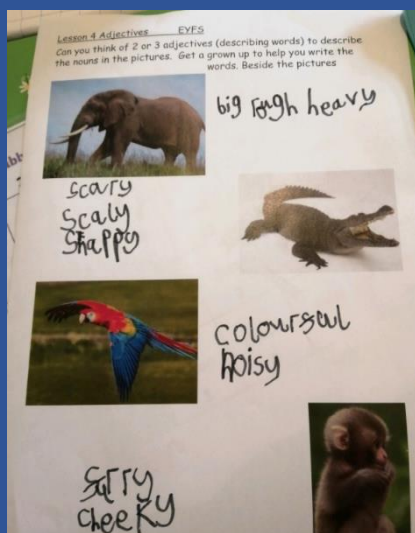 Lesson 4 Adjectives EYFS
Can you think of 2 or 3 adjectives (describing words) to describe
the nouns in the pictures. Get a grown up to help you write the
words. Beside the pictures
big rough heavy
scary
scaly
snappy
colourful
noisy
furry
cheeky